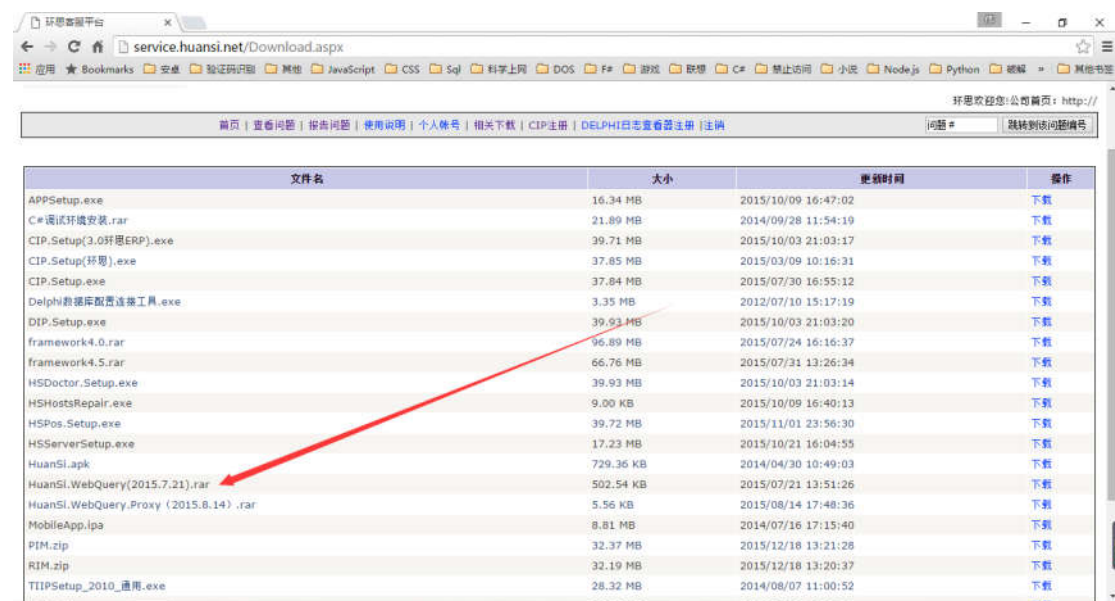 环思客服平台
service.huansi.net/Download.aspx
应用 Bookmarks 安卓 验证码识别 其他 JavaScript CSS Sql 科学上网 DOS F# 游戏 联想 C# 禁止访问 小说 Node.js Python 破解 » 其他书签
环思欢迎您!公司首页: http://
首页 | 查看问题 | 报告问题 | 使用说明 | 个人帐号 | 相关下载 | CIP注册 | DELPHI日志查看器注册 |注销 问题 # 跳转到该问题编号
文件名 大小 更新时间 操作
APPSetup.exe 16.34 MB 2015/10/09 16:47:02 下载
C#调试环境安装.rar 21.89 MB 2014/09/28 11:54:19 下载
CIP.Setup(3.0环思ERP).exe 39.71 MB 2015/10/03 21:03:17 下载
CIP.Setup(环思).exe 37.85 MB 2015/03/09 10:16:31 下载
CIP.Setup.exe 37.84 MB 2015/07/30 16:55:12 下载
Delphi数据库配置连接工具.exe 3.35 MB 2012/07/10 15:17:19 下载
DIP.Setup.exe 39.93 MB 2015/10/03 21:03:20 下载
framework4.0.rar 96.89 MB 2015/07/24 16:16:37 下载
framework4.5.rar 66.76 MB 2015/07/31 13:26:34 下载
HSDoctor.Setup.exe 39.93 MB 2015/10/03 21:03:14 下载
HSHostsRepair.exe 9.00 KB 2015/10/09 16:40:13 下载
HSPos.Setup.exe 39.72 MB 2015/11/01 23:56:30 下载
HSServerSetup.exe 17.23 MB 2015/10/21 16:04:55 下载
HuanSi.apk 729.36 KB 2014/04/30 10:49:03 下载
HuanSi.WebQuery(2015.7.21).rar 502.54 KB 2015/07/21 13:51:26 下载
HuanSi.WebQuery.Proxy（2015.8.14）.rar 5.56 KB 2015/08/14 17:48:36 下载
MobileApp.ipa 8.81 MB 2014/07/16 17:15:40 下载
PIM.zip 32.37 MB 2015/12/18 13:21:28 下载
RIM.zip 32.19 MB 2015/12/18 13:20:37 下载
TIIPSetup_2010_通用.exe 28.32 MB 2014/08/07 11:00:52 下载